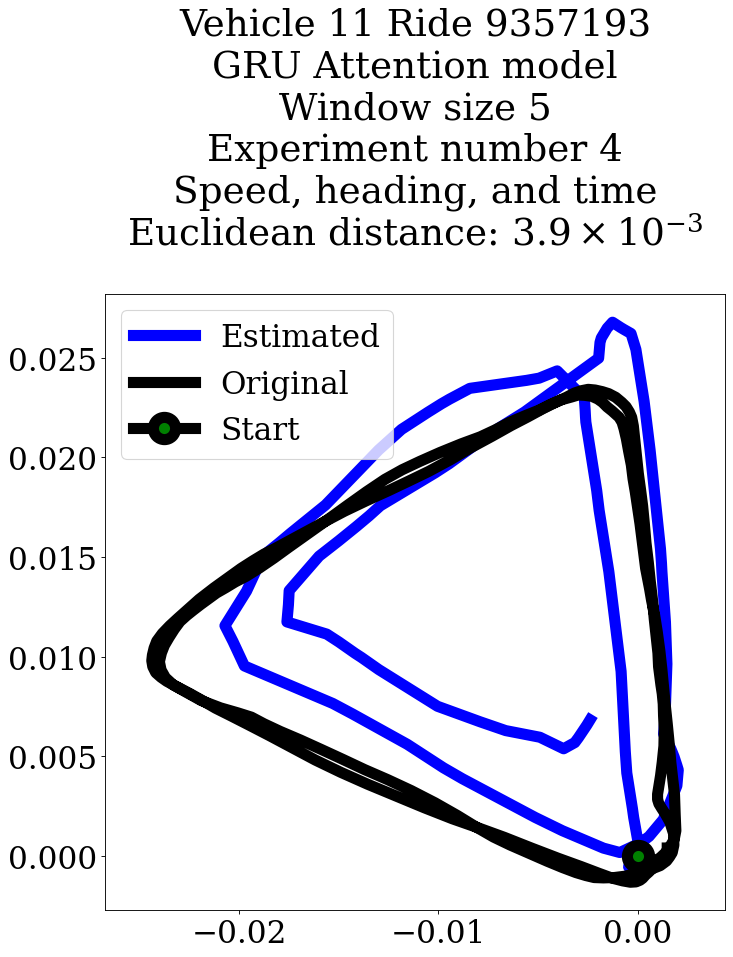 Vehicle 11 Ride 9357193
GRU Attention model
Window size 5
Experiment number 4
Speed, heading, and time
Euclidean distance: 3.9 × 10⁻³
Estimated
Original
Start
0.025
0.020
0.015
0.010
0.005
0.000
−0.02
−0.01
0.00